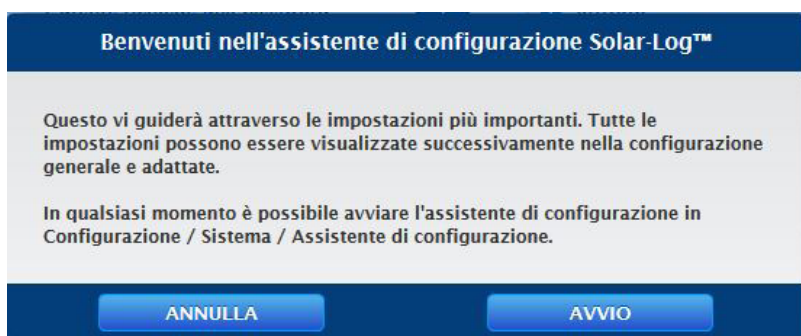 Benvenuti nell'assistente di configurazione Solar-Log™
Questo vi guiderà attraverso le impostazioni più importanti. Tutte le
impostazioni possono essere visualizzate successivamente nella configurazione
generale e adattate.
In qualsiasi momento è possibile avviare l'assistente di configurazione in
Configurazione / Sistema / Assistente di configurazione.
ANNULLA
AVVIO